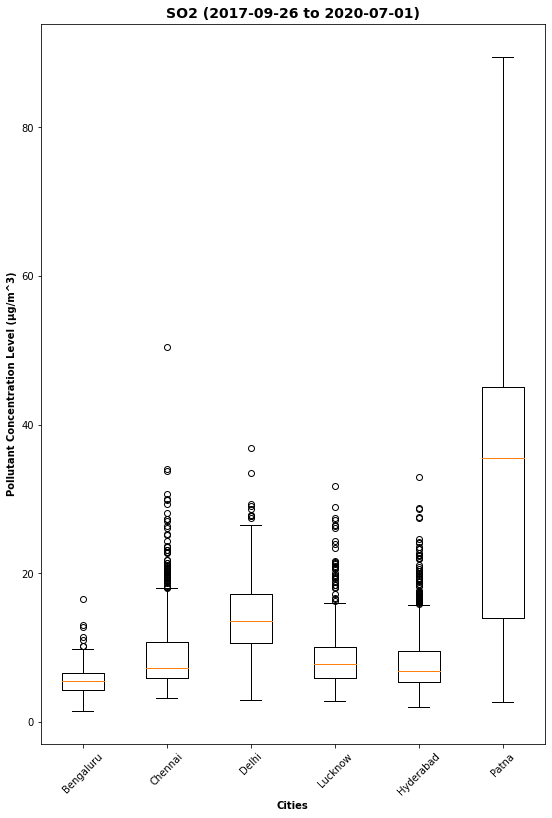 SO2 (2017-09-26 to 2020-07-01)
Pollutant Concentration Level (μg/m^3)
80
60
40
20
0
Bengaluru
Chennai
Delhi
Lucknow
Hyderabad
Patna
Cities